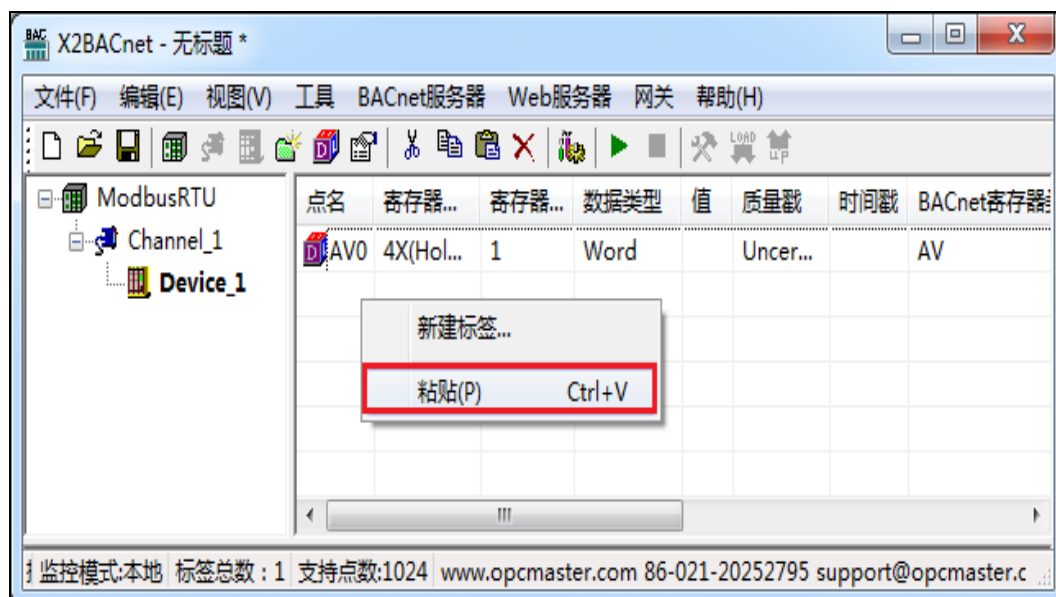 X2BACnet - 无标题 *
文件(F) 编辑(E) 视图(V) 工具 BACnet服务器 Web服务器 网关 帮助(H)
ModbusRTU
Channel_1
Device_1
点名 寄存器... 寄存器... 数据类型 值 质量戳 时间戳 BACnet寄存器
AV0 4X(Hol... 1 Word Uncer... AV
新建标签...
粘贴(P) Ctrl+V
监控模式:本地 标签总数:1 支持点数:1024 www.opcmaster.com 86-021-20252795 support@opcmaster.c